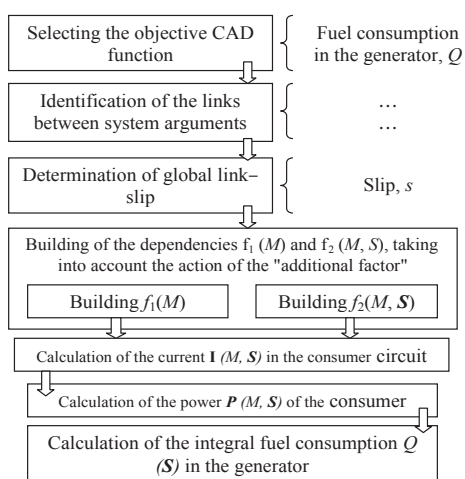 Selecting the objective CAD
function
Fuel consumption
in the generator, Q
Identification of the links
between system arguments
…
…
Determination of global link–
slip
Slip, s
Building of the dependencies f₁ (M) and f₂ (M, S), taking
into account the action of the "additional factor"
Building f₁(M)
Building f₂(M, S)
Calculation of the current I (M, S) in the consumer circuit
Calculation of the power P (M, S) of the consumer
Calculation of the integral fuel consumption Q
(S) in the generator